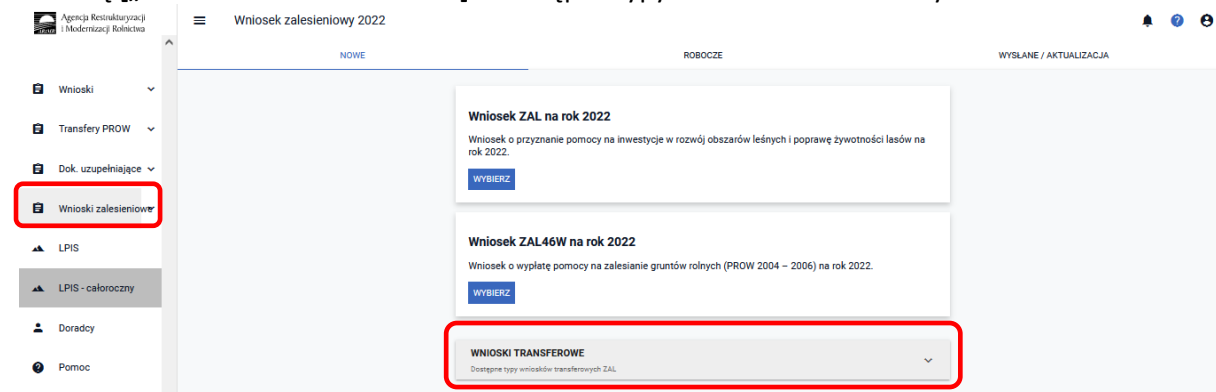 Agencja Restrukturyzacji
i Modernizacji Rolnictwa
Wniosek zalesieniowy 2022
NOWE
ROBOCZE
WYSŁANE / AKTUALIZACJA
Wnioski
Transfery PROW
Dok. uzupełniające
Wnioski zalesieniowe
LPIS
LPIS - całoroczny
Doradcy
Pomoc
Wniosek ZAL na rok 2022
Wniosek o przyznanie pomocy na inwestycje w rozwój obszarów leśnych i poprawę żywotności lasów na
rok 2022.
WYBIERZ
Wniosek ZAL46W na rok 2022
Wniosek o wypłatę pomocy na zalesianie gruntów rolnych (PROW 2004 – 2006) na rok 2022.
WYBIERZ
WNIOSKI TRANSFEROWE
Dostępne typy wniosków transferowych ZAL